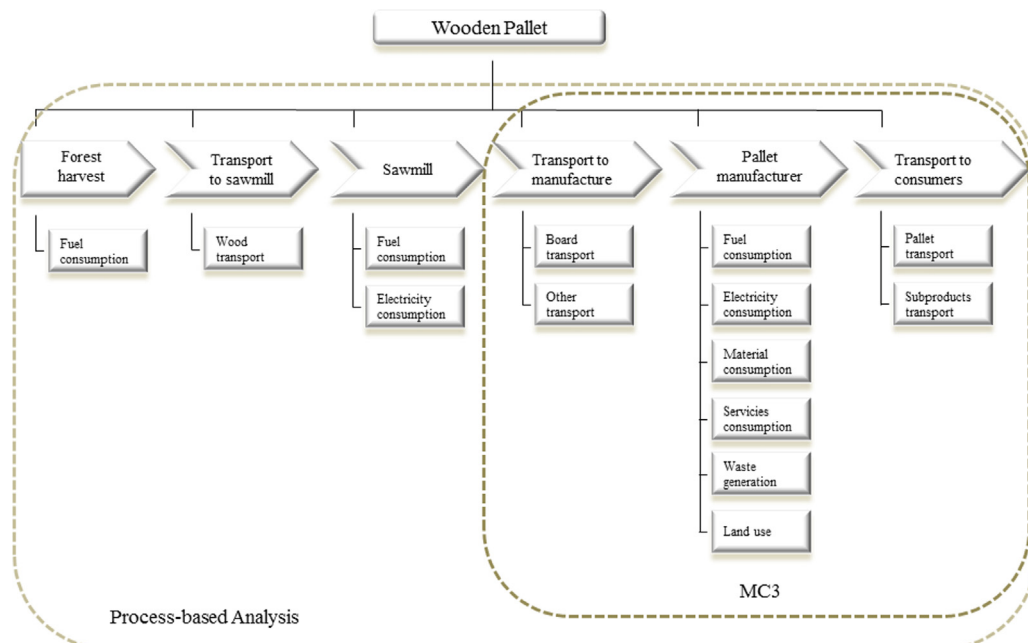 Wooden Pallet
Forest
harvest
Transport
to sawmill
Sawmill
Transport to
manufacture
Pallet
manufacturer
Transport to
consumers
Fuel
consumption
Wood
transport
Fuel
consumption
Electricity
consumption
Board
transport
Other
transport
Fuel
consumption
Electricity
consumption
Material
consumption
Servicies
consumption
Waste
generation
Land use
Pallet
transport
Subproducts
transport
MC3
Process-based Analysis